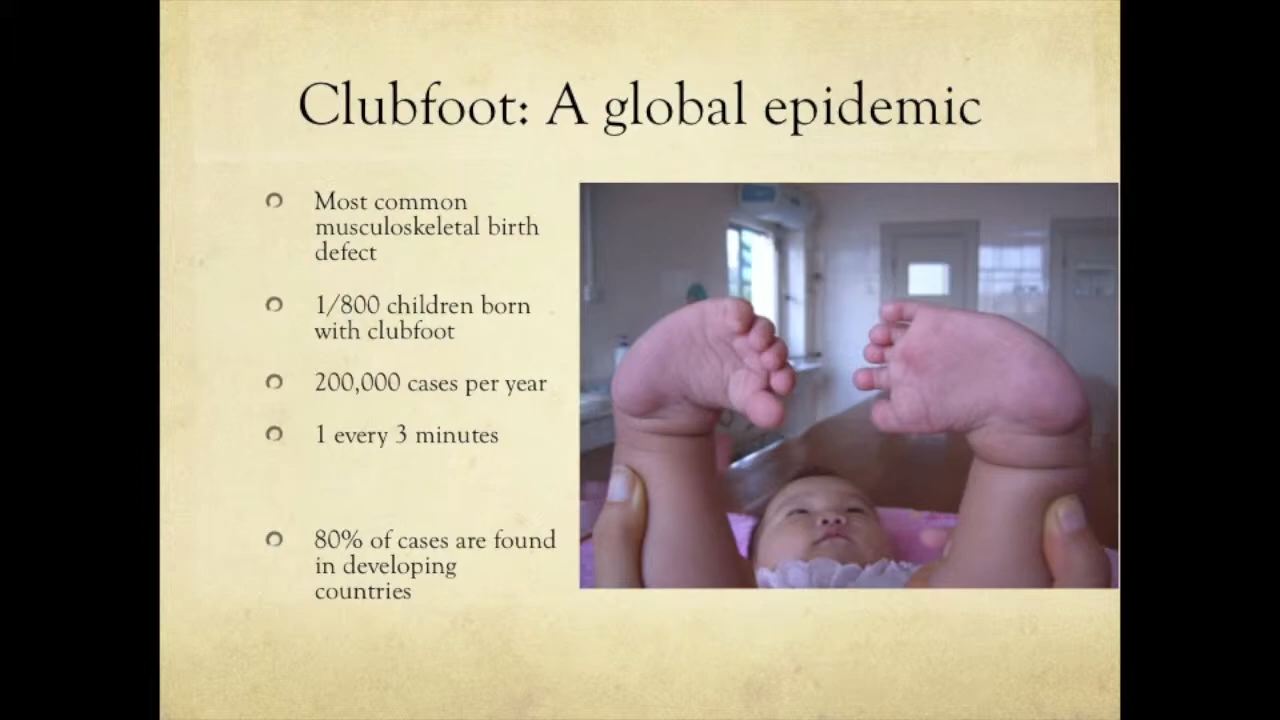 Clubfoot: A global epidemic
Most common
musculoskeletal birth
defect
1/800 children born
with clubfoot
200,000 cases per year
1 every 3 minutes
80% of cases are found
in developing
countries